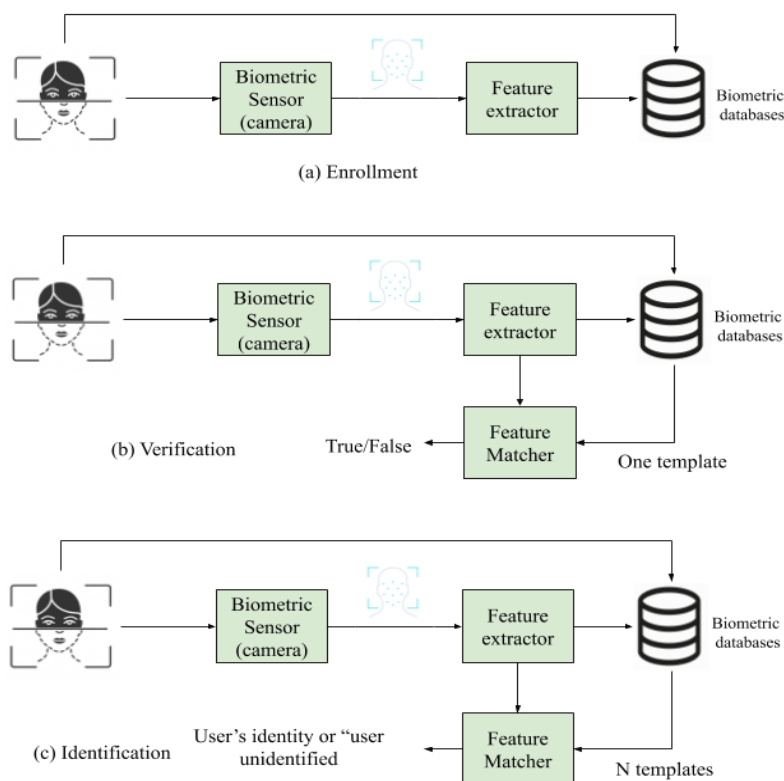 Biometric
Sensor
(camera)
Feature
extractor
Biometric
databases
(a) Enrollment
Biometric
Sensor
(camera)
Feature
extractor
Biometric
databases
(b) Verification
True/False
Feature
Matcher
One template
Biometric
Sensor
(camera)
Feature
extractor
Biometric
databases
(c) Identification
User’s identity or “user
unidentified
Feature
Matcher
N templates